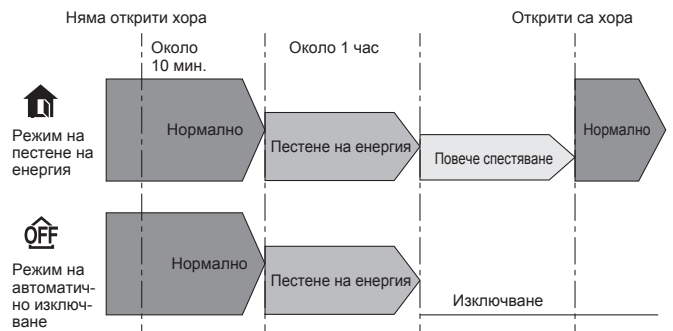 Няма открити хора
Открити са хора
Около
10 мин.
Около 1 час
Режим на
пестене на
енергия
Нормално
Пестене на енергия
Повече спестяване
Нормално
OFF
Режим на
автоматич-
но изключ-
ване
Нормално
Пестене на енергия
Изключване